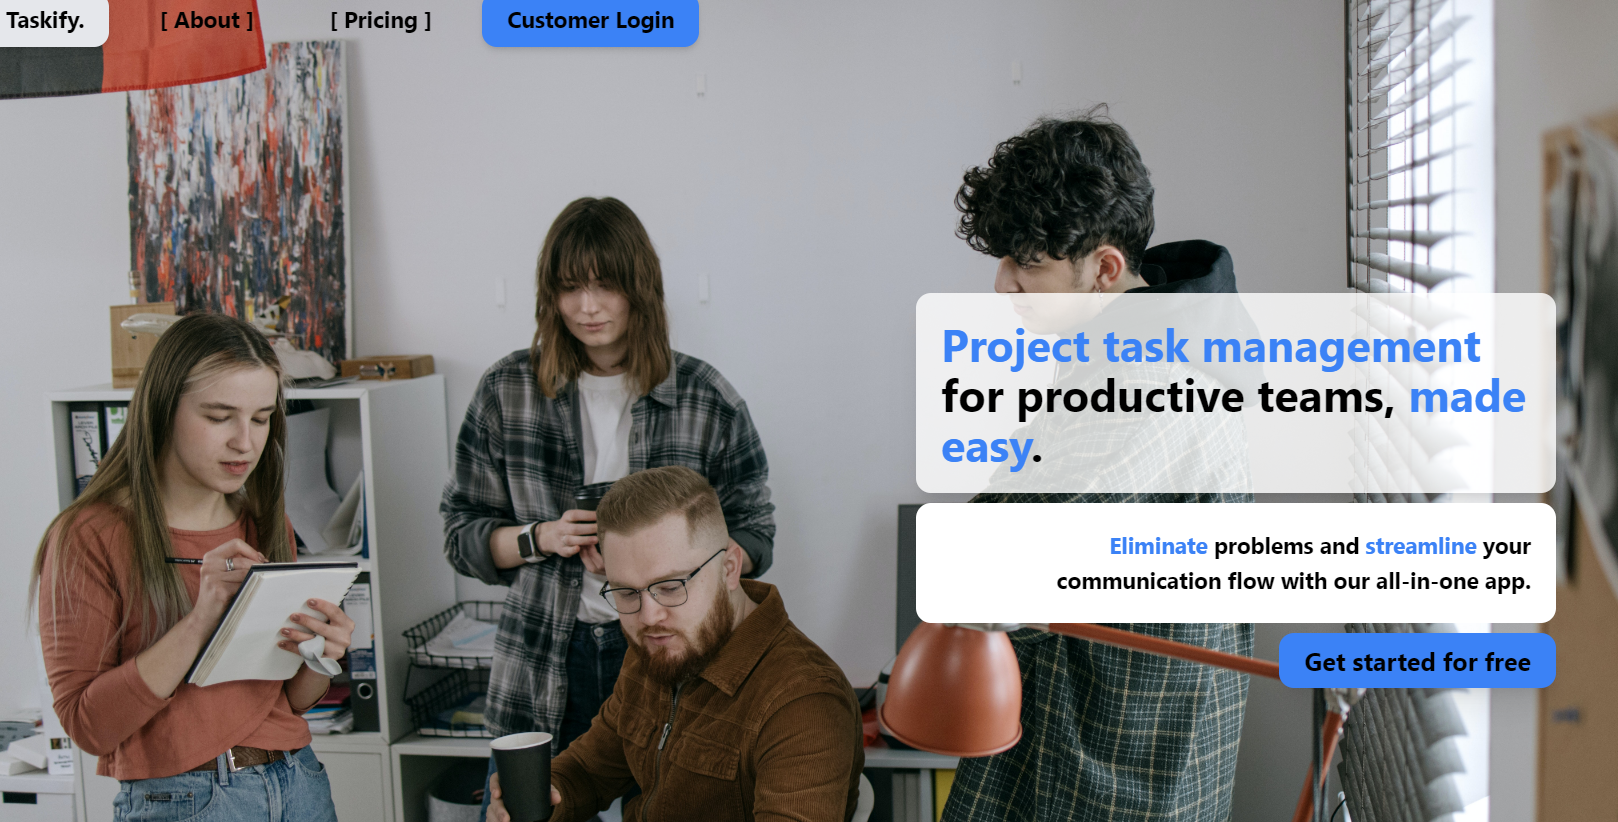 Taskify.
[ About ]
[ Pricing ]
Customer Login
Project task management
for productive teams, made
easy.
Eliminate problems and streamline your
communication flow with our all-in-one app.
Get started for free